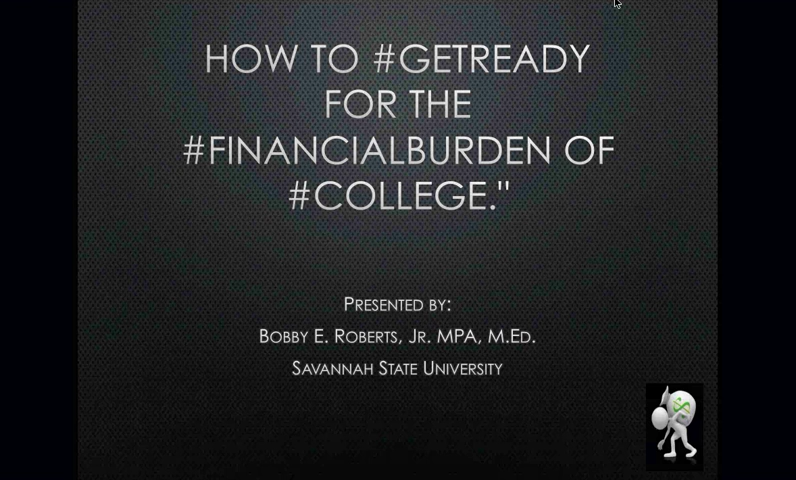 HOW TO #GETREADY
FOR THE
#FINANCIALBURDEN OF
#COLLEGE."
PRESENTED BY:
BOBBY E. ROBERTS, JR. MPA, M.ED.
SAVANNAH STATE UNIVERSITY
$